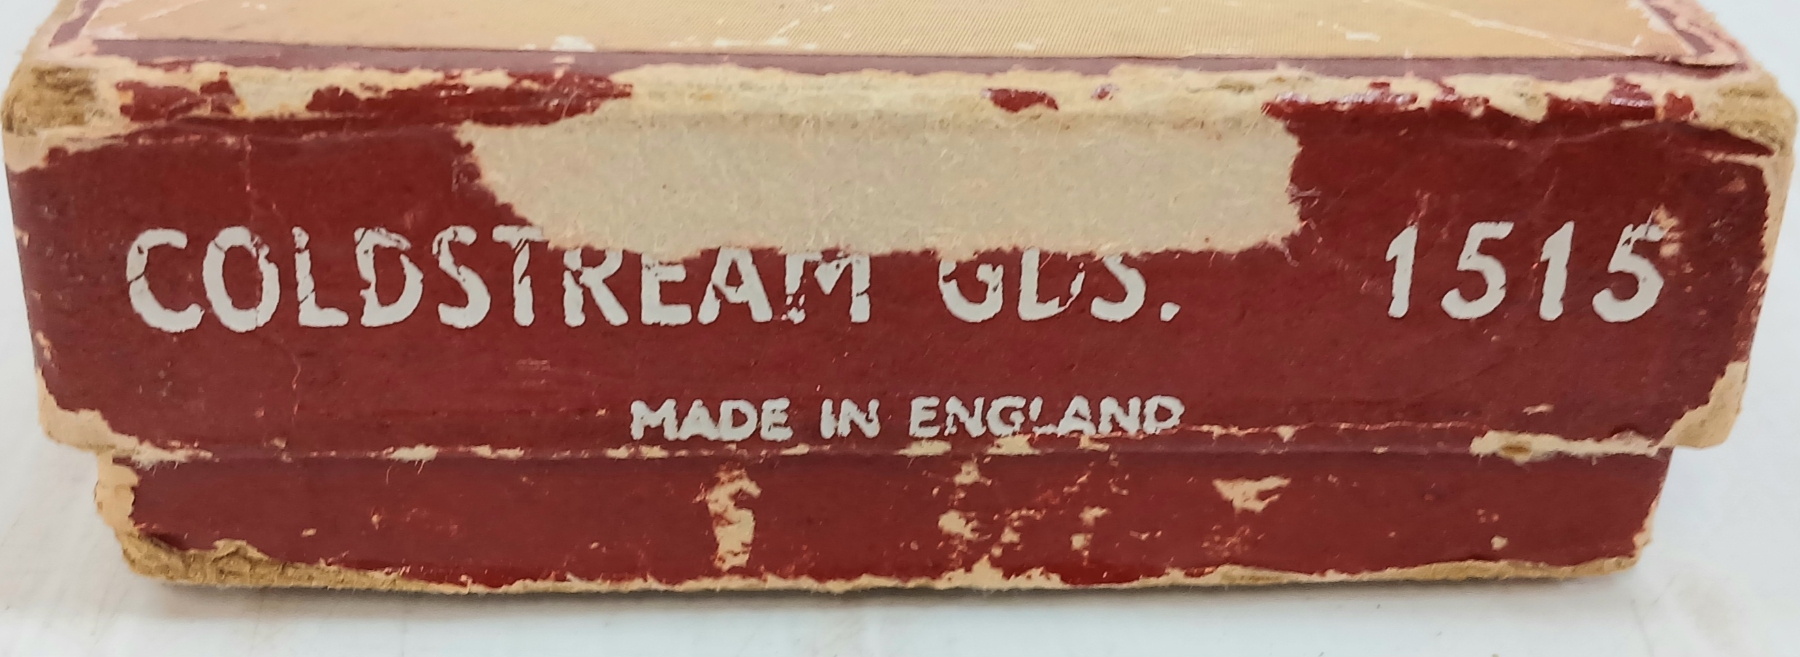 COLDSTREAM GDS. 1515
MADE IN ENGLAND